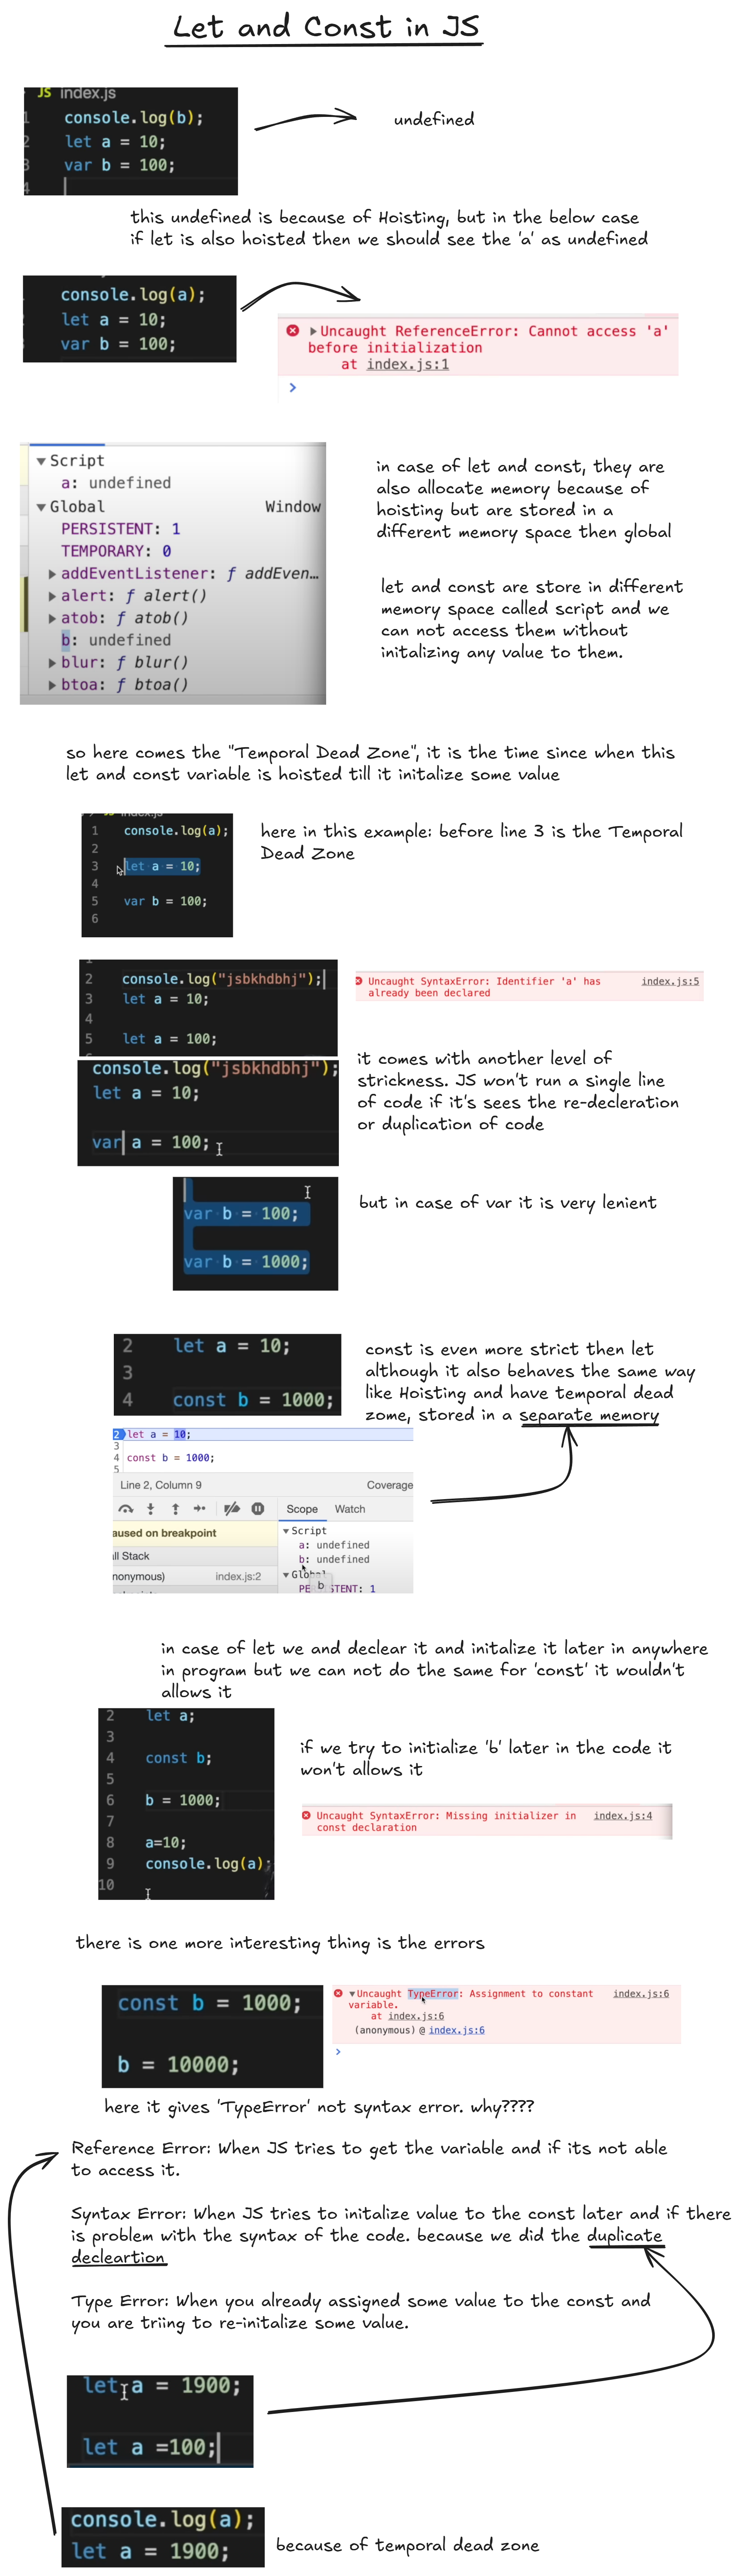 Let and Const in JS
JS index.js
1 console.log(b);
2 let a = 10;
3 var b = 100;
4
undefined
this undefined is because of Hoisting, but in the below case
if let is also hoisted then we should see the 'a' as undefined
console.log(a);
let a = 10;
var b = 100;
Uncaught ReferenceError: Cannot access 'a'
before initialization
at index.js:1
Script
a: undefined
Global Window
PERSISTENT: 1
TEMPORARY: 0
addEventListener: ƒ addEven…
alert: ƒ alert()
atob: ƒ atob()
b: undefined
blur: ƒ blur()
btoa: ƒ btoa()
in case of let and const, they are
also allocate memory because of
hoisting but are stored in a
different memory space then global
let and const are store in different
memory space called script and we
can not access them without
initalizing any value to them.
so here comes the "Temporal Dead Zone", it is the time since when this
let and const variable is hoisted till it initalize some value
index.js
1 console.log(a);
2
3 let a = 10;
4
5 var b = 100;
6
here in this example: before line 3 is the Temporal
Dead Zone
2 console.log("jsbkhdbhj");
3 let a = 10;
4
5 let a = 100;
Uncaught SyntaxError: Identifier 'a' has index.js:5
already been declared
console.log("jsbkhdbhj");
let a = 10;
var a = 100;
it comes with another level of
strickness. JS won't run a single line
of code if it's sees the re-decleration
or duplication of code
var b = 100;
var b = 1000;
but in case of var it is very lenient
2 let a = 10;
3
4 const b = 1000;
const is even more strict then let
although it also behaves the same way
like Hoisting and have temporal dead
zome, stored in a separate memory
2 let a = 10;
3
4 const b = 1000;
5
Line 2, Column 9 Coverage
Scope Watch
aused on breakpoint
Script
a: undefined
all Stack
b: undefined
nonymous) index.js:2
Global
b
PERSISTENT: 1
in case of let we and declear it and initalize it later in anywhere
in program but we can not do the same for 'const' it wouldn't
allows it
2 let a;
3
4 const b;
5
6 b = 1000;
7
8 a=10;
9 console.log(a);
10
if we try to initialize 'b' later in the code it
won't allows it
Uncaught SyntaxError: Missing initializer in index.js:4
const declaration
there is one more interesting thing is the errors
const b = 1000;
b = 10000;
Uncaught TypeError: Assignment to constant index.js:6
variable.
at index.js:6
(anonymous) @ index.js:6
here it gives 'TypeError' not syntax error. why????
Reference Error: When JS tries to get the variable and if its not able
to access it.
Syntax Error: When JS tries to initalize value to the const later and if there
is problem with the syntax of the code. because we did the duplicate
decleartion
Type Error: When you already assigned some value to the const and
you are triing to re-initalize some value.
let a = 1900;
let a =100;
console.log(a);
let a = 1900;
because of temporal dead zone